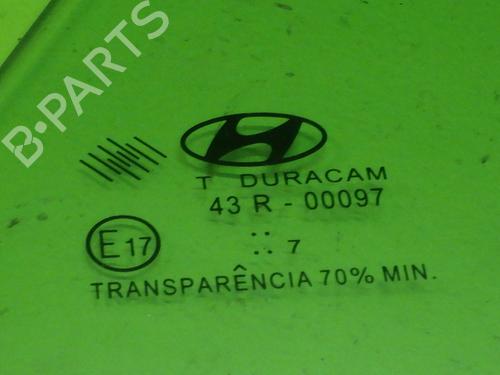 B-PARTS
T DURACAM
43 R - 00097
E17
.. 7
TRANSPARÊNCIA 70% MIN.